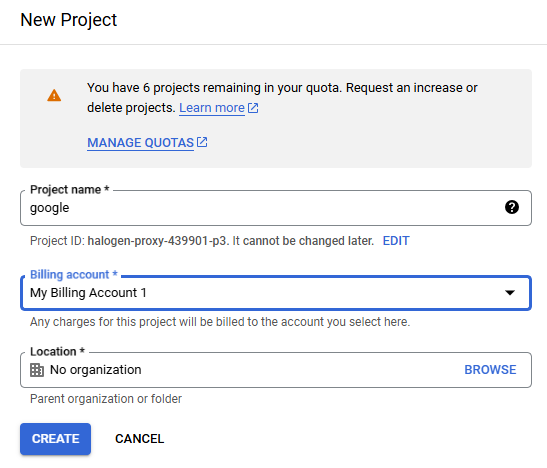 New Project
You have 6 projects remaining in your quota. Request an increase or
delete projects. Learn more
MANAGE QUOTAS
Project name *
google
Project ID: halogen-proxy-439901-p3. It cannot be changed later. EDIT
Billing account *
My Billing Account 1
Any charges for this project will be billed to the account you select here.
Location *
No organization BROWSE
Parent organization or folder
CREATE CANCEL